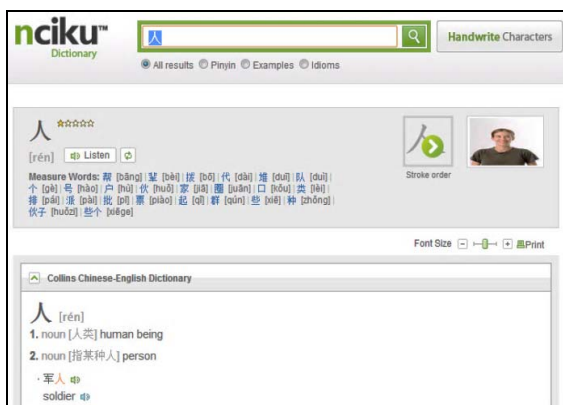 nciku™
Dictionary
人
Handwrite Characters
All results Pinyin Examples Idioms
人
[rén] Listen
Stroke order
Measure Words: 帮 [bāng] 辈 [bèi] 拨 [bō] 代 [dài] 堆 [duī] 队 [duì]
个 [gè] 号 [hào] 户 [hù] 伙 [huǒ] 家 [jiā] 圈 [juān] 口 [kǒu] 类 [lèi]
排 [pái] 派 [pài] 批 [pī] 票 [piào] 起 [qǐ] 群 [qún] 些 [xiē] 种 [zhǒng]
伙子 [huǒzi] 些个 [xiēge]
Font Size Print
Collins Chinese-English Dictionary
人 [rén]
1. noun [人类] human being
2. noun [指某种人] person
· 军人
soldier